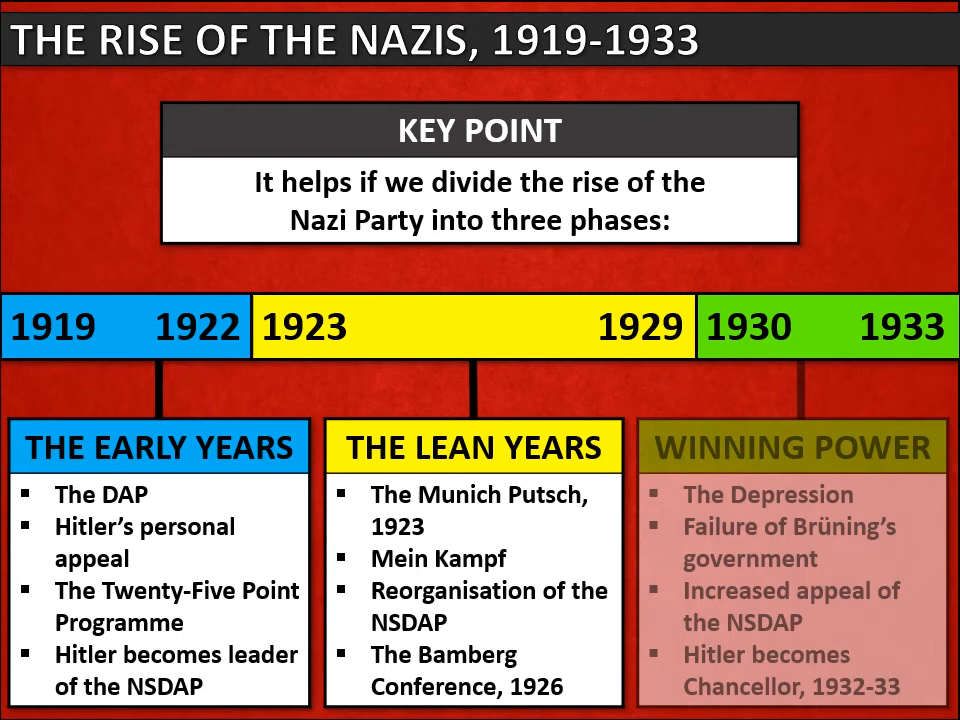 THE RISE OF THE NAZIS, 1919-1933
KEY POINT
It helps if we divide the rise of the
Nazi Party into three phases:
1919 1922 1923 1929 1930 1933
THE EARLY YEARS
▪ The DAP
▪ Hitler’s personal
appeal
▪ The Twenty-Five Point
Programme
▪ Hitler becomes leader
of the NSDAP
THE LEAN YEARS
▪ The Munich Putsch,
1923
▪ Mein Kampf
▪ Reorganisation of the
NSDAP
▪ The Bamberg
Conference, 1926
WINNING POWER
▪ The Depression
▪ Failure of Brüning’s
government
▪ Increased appeal of
the NSDAP
▪ Hitler becomes
Chancellor, 1932-33